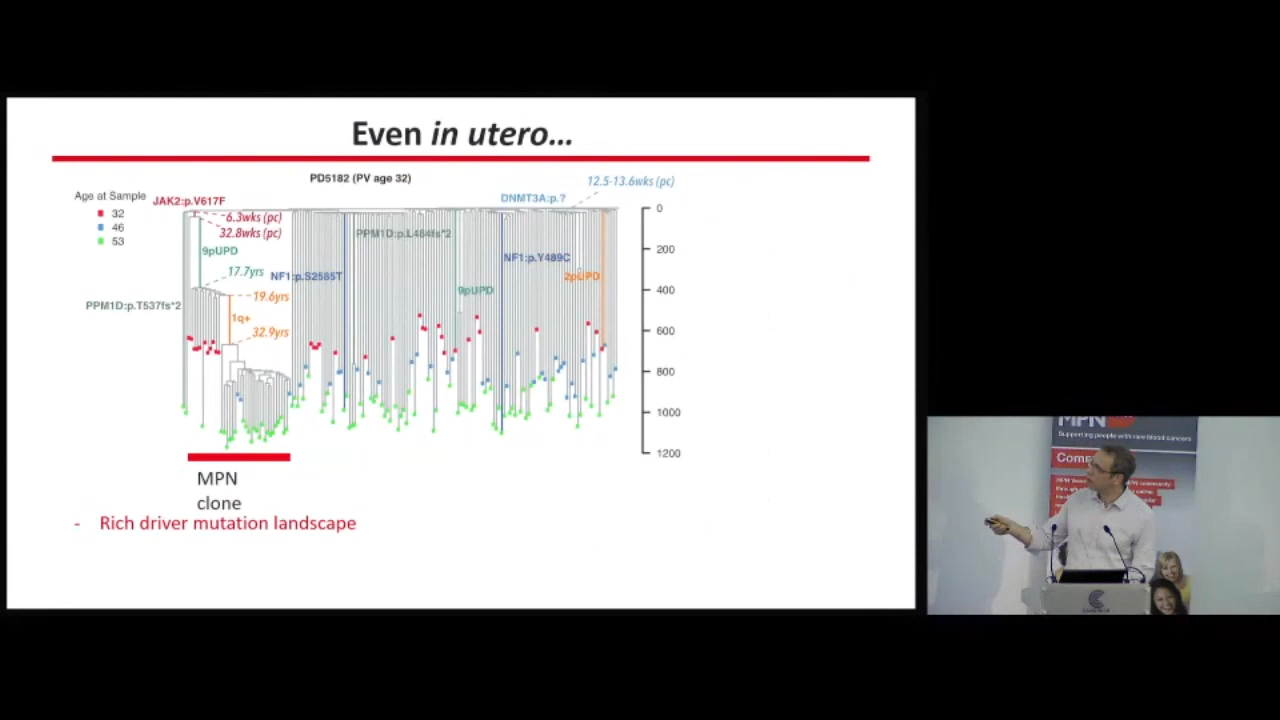 Even in utero...
PD5182 (PV age 32)
12.5-13.6wks (pc)
Age at Sample
32
46
53
JAK2:p.V617F
DNMT3A:p.?
6.3wks (pc)
32.8wks (pc)
9pUPD
17.7yrs
19.6yrs
1q+
32.9yrs
PPM1D:p.T537fs*2
NF1:p.S2585T
PPM1D:p.L484fs*2
9pUPD
NF1:p.Y489C
2pUPD
0
200
400
600
800
1000
1200
MPN
clone
- Rich driver mutation landscape
MPN
Supporting people with rare blood cancers